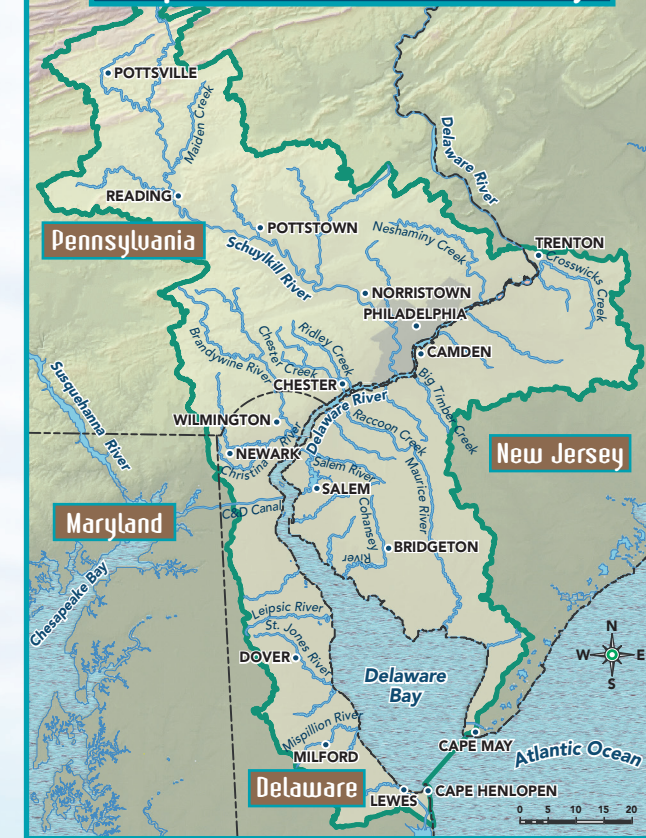 POTTSVILLE
Maiden Creek
Delaware River
READING
POTTSTOWN
Pennsylvania
Neshaminy Creek
TRENTON
Schuylkill River
Crosswicks
Creek
NORRISTOWN
PHILADELPHIA
Ridley Creek
Chester Creek
Brandywine River
CAMDEN
Susquehanna River
CHESTER
Big Timber Creek
Delaware River
WILMINGTON
Raccoon Creek
NEWARK
Christina River
New Jersey
Salem River
SALEM
Maurice River
C&D Canal
Maryland
Cohansey
River
BRIDGETON
Chesapeake Bay
Leipsic River
St. Jones River
N
W
E
S
DOVER
Delaware
Bay
Mispillion River
MILFORD
CAPE MAY
Atlantic Ocean
Delaware
LEWES
CAPE HENLOPEN
0 5 10 15 20